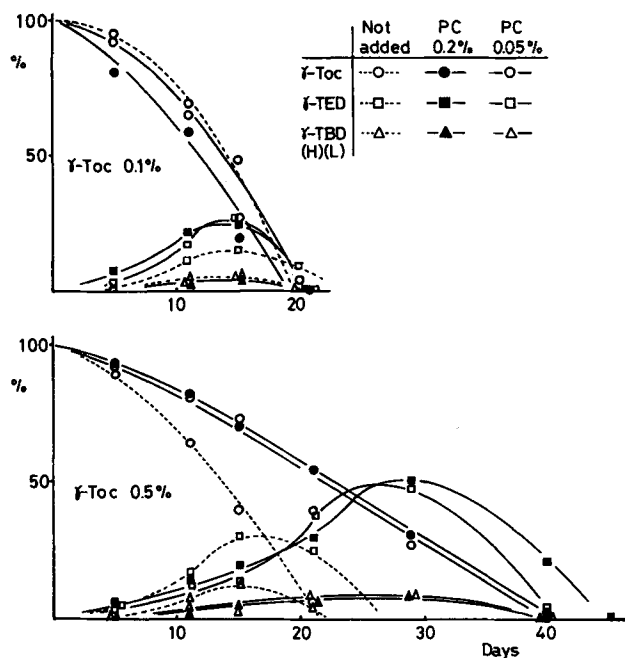 100
%
50
10
20
ɤ-Toc 0.1%
Not added
PC 0.2%
PC 0.05%
ɤ-Toc
ɤ-TED
ɤ-TBD
(H)(L)
100
%
50
ɤ-Toc 0.5%
10
20
30
40
Days